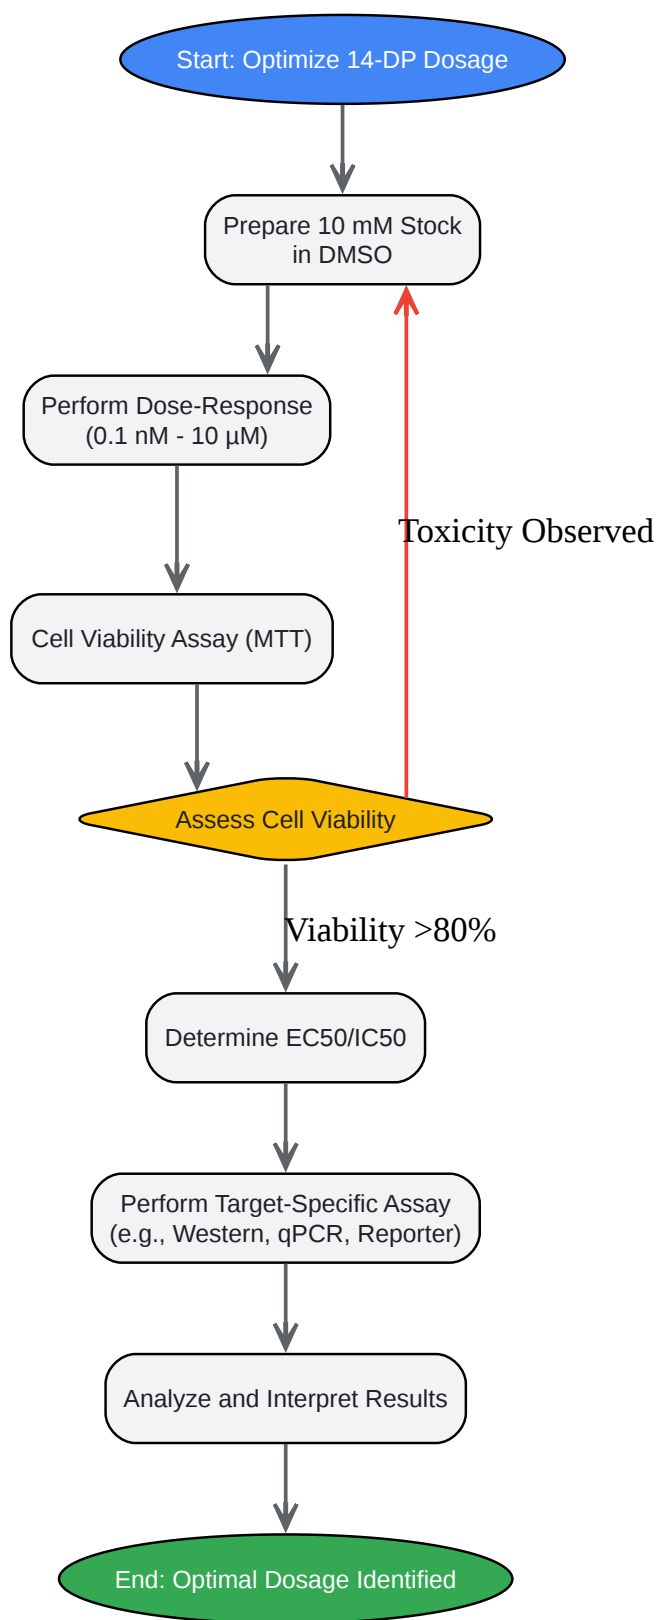 Start: Optimize 14-DP Dosage
Prepare 10 mM Stock
in DMSO
Perform Dose-Response
(0.1 nM - 10 µM)
Toxicity Observed
Cell Viability Assay (MTT)
Assess Cell Viability
Viability >80%
Determine EC50/IC50
Perform Target-Specific Assay
(e.g., Western, qPCR, Reporter)
Analyze and Interpret Results
End: Optimal Dosage Identified